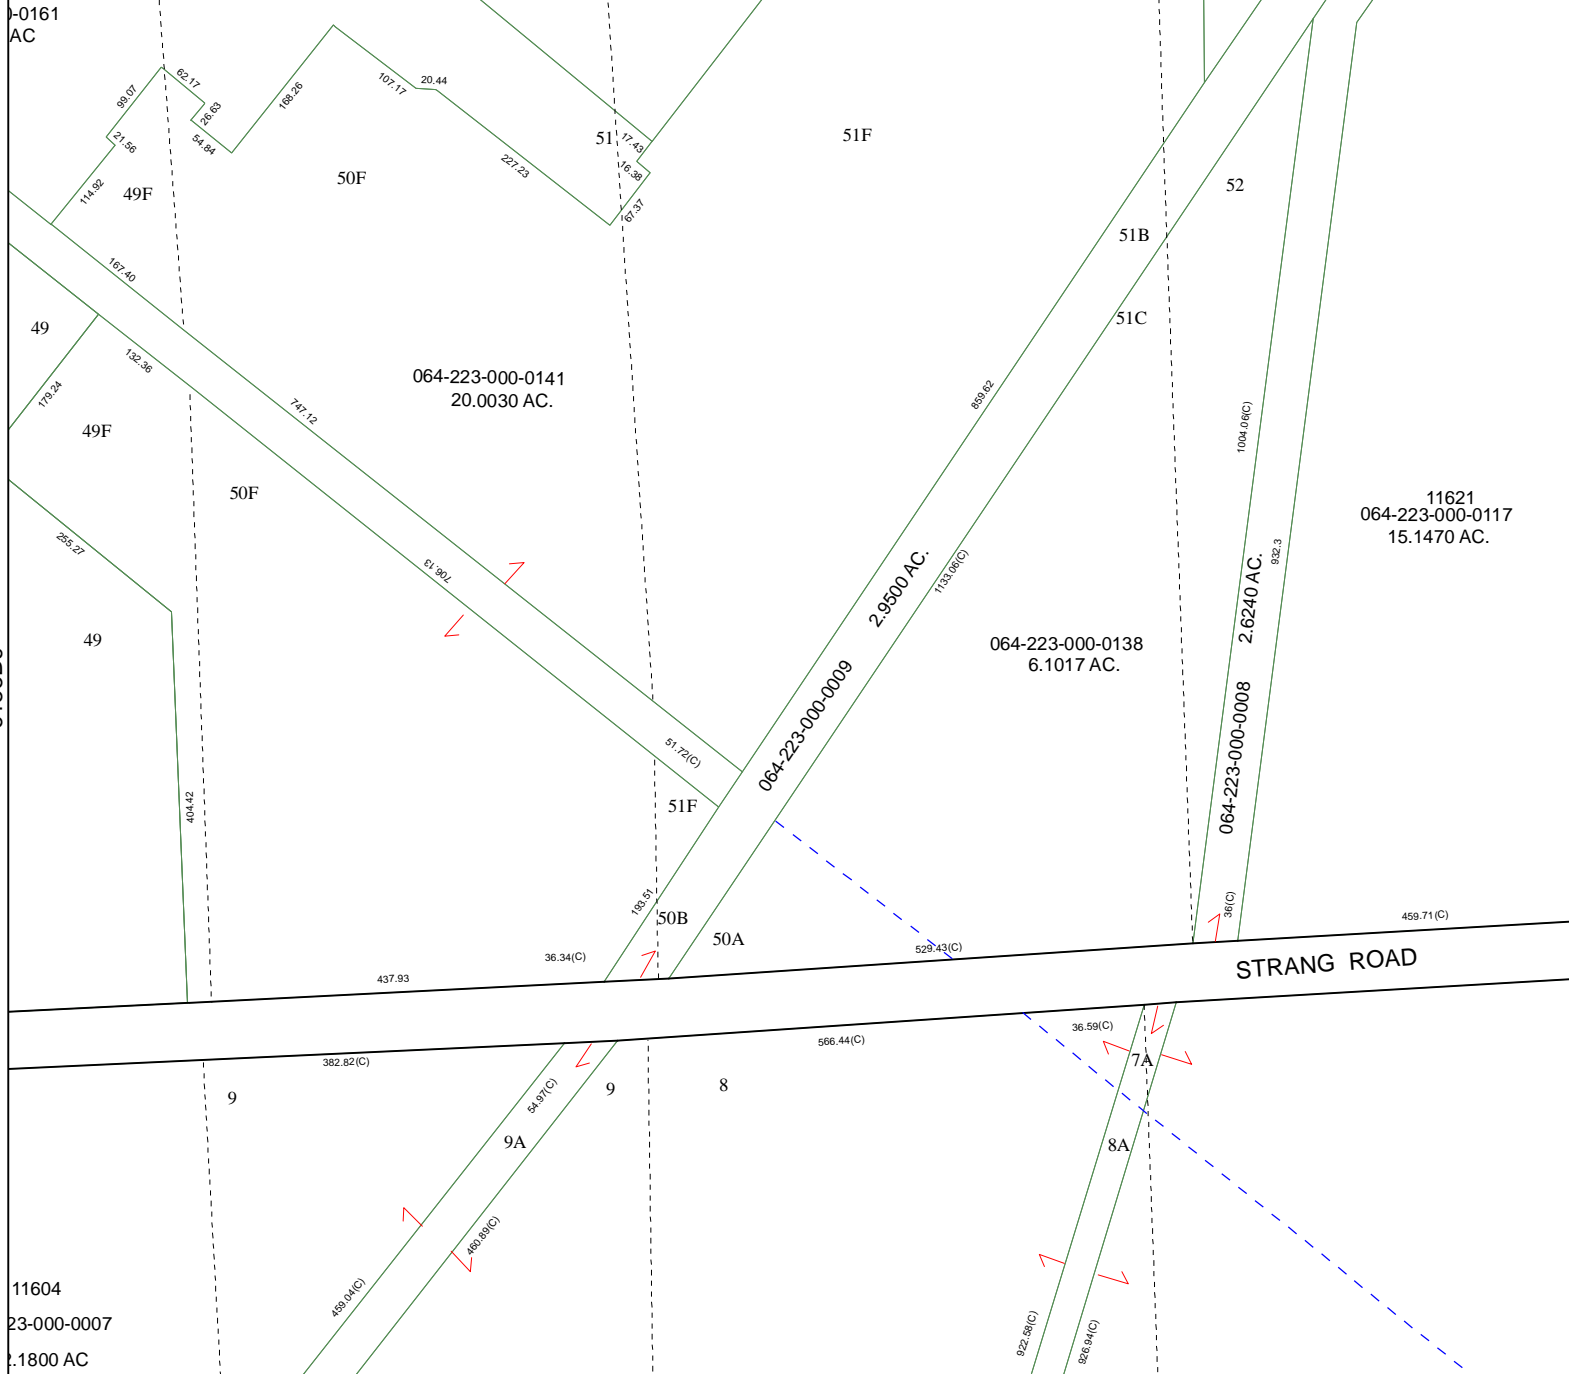 -0161
AC
99.07
62.17
26.63
21.56
54.84
168.26
107.17
20.44
227.23
51
17.43
16.38
67.37
51F
52
114.92
49F
50F
51B
167.40
51C
49
132.36
179.24
747.12
064-223-000-0141
20.0030 AC.
859.62
1004.06(C)
49F
50F
11621
064-223-000-0117
15.1470 AC.
932.3
255.27
706.13
2.9500 AC.
1133.06(C)
2.6240 AC.
49
064-223-000-0138
6.1017 AC.
064-223-000-0009
064-223-000-0008
51.72(C)
51F
404.42
193.51
50B
50A
36(C)
459.71(C)
529.43(C)
36.34(C)
437.93
STRANG ROAD
382.82(C)
566.44(C)
36.59(C)
7A
9
54.97(C)
9
8
9A
8A
460.89(C)
459.04(C)
11604
23-000-0007
.1800 AC
922.58(C)
926.94(C)